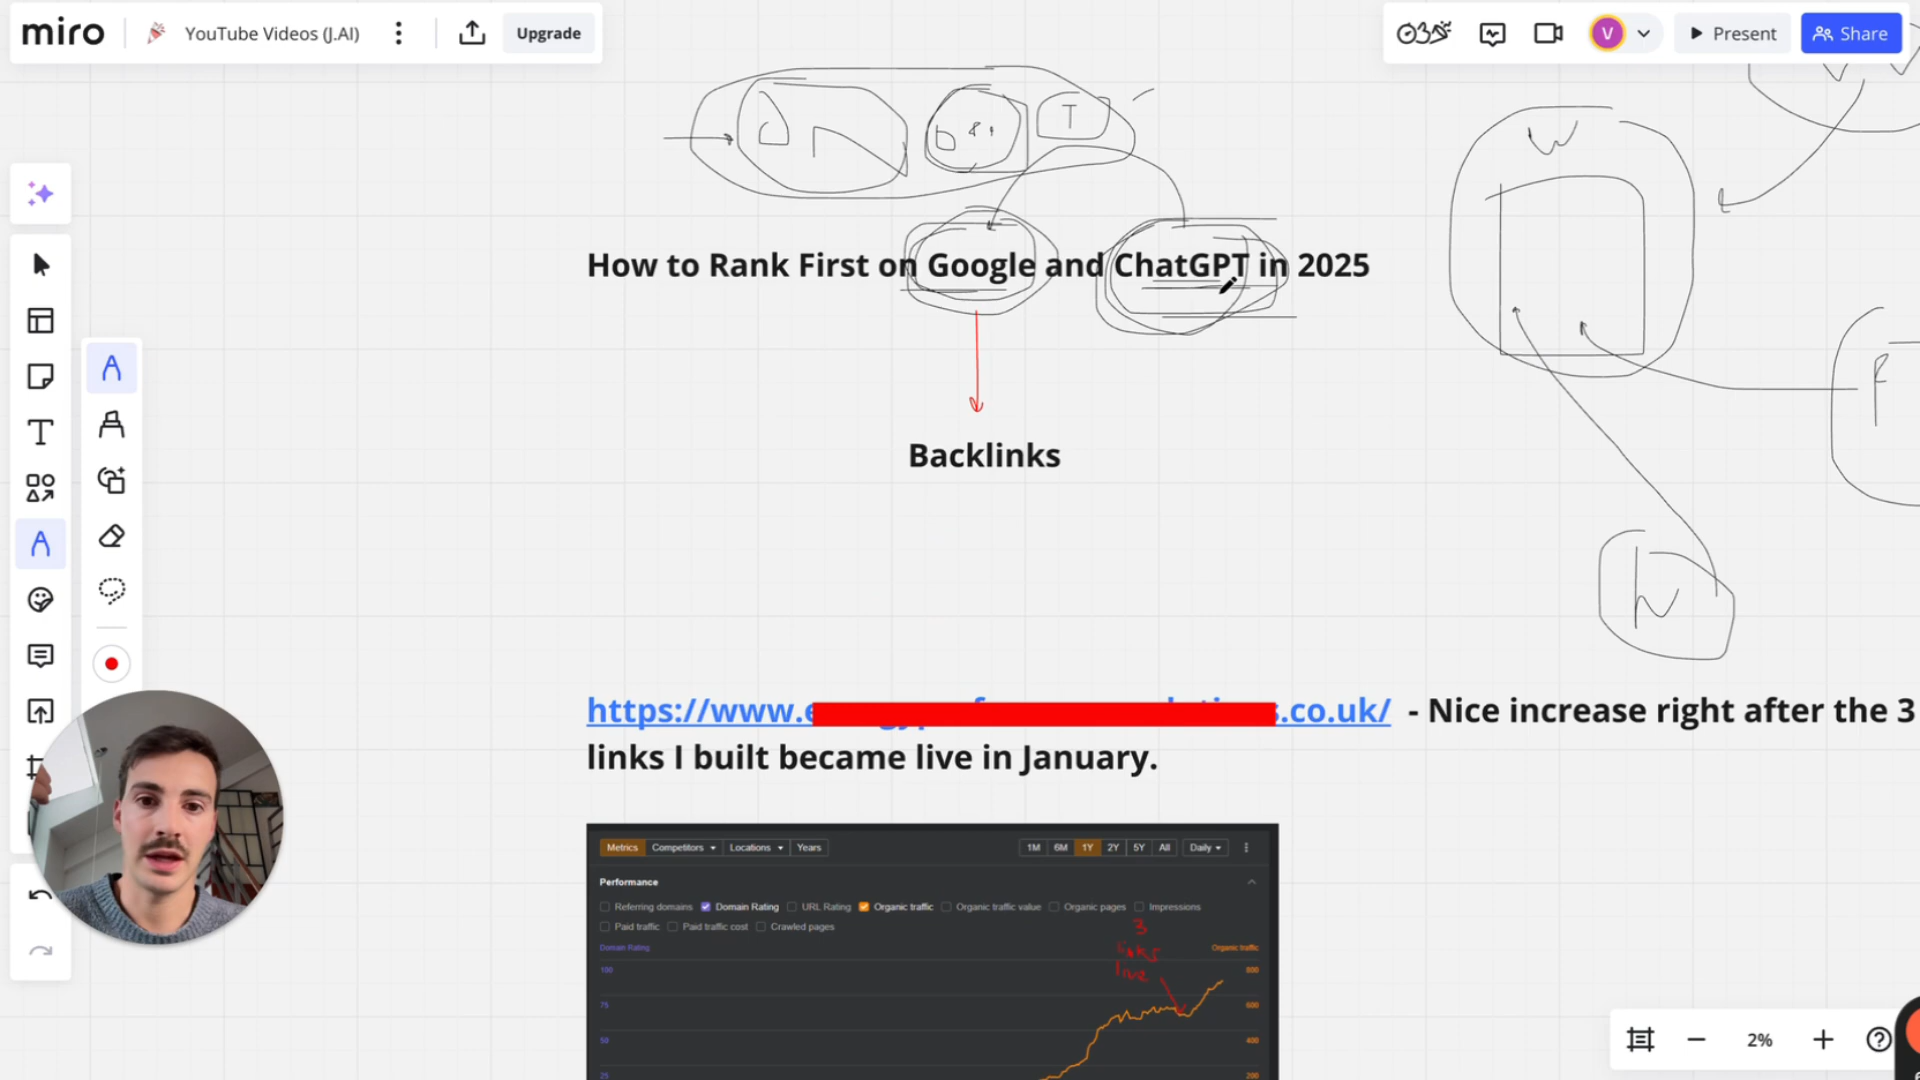 miro
YouTube Videos (J.AI)
Upgrade
V
Present
Share
T
W
How to Rank First on Google and ChatGPT in 2025
Backlinks
https://www.e .co.uk/ - Nice increase right after the 3
links I built became live in January.
Metrics Competitors Locations Years 1M 6M 1Y 2Y 5Y All Daily
Performance
Referring domains Domain Rating URL Rating Organic traffic Organic traffic value Organic pages Impressions
Paid traffic Paid traffic cost Crawled pages
3
links
live
Domain Rating Organic traffic
100 800
75 600
50 400
25 200
2%